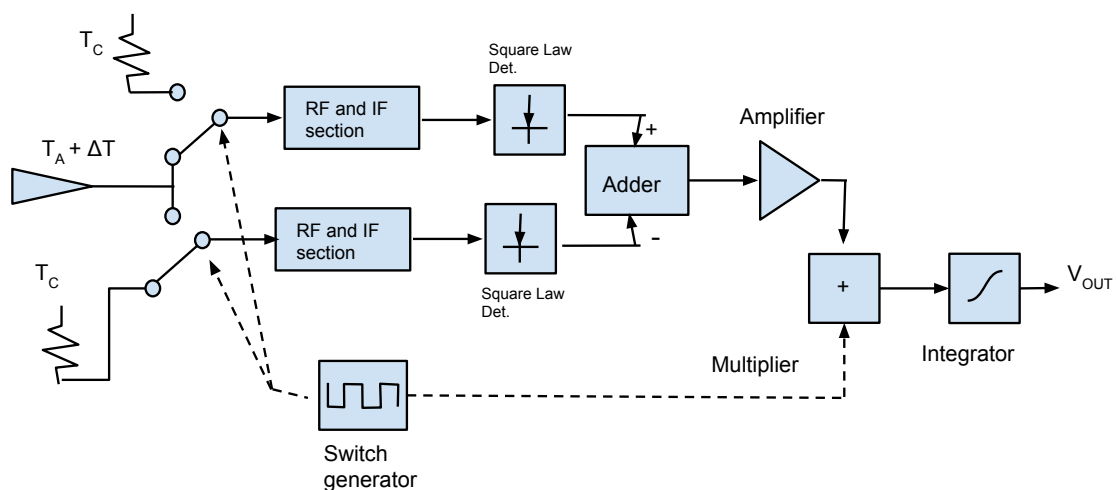 T_C
Square Law
Det.
RF and IF
section
+
Amplifier
T_A + ΔT
Adder
RF and IF
section
-
T_C
Square Law
Det.
+
V_OUT
Multiplier
Integrator
Switch
generator